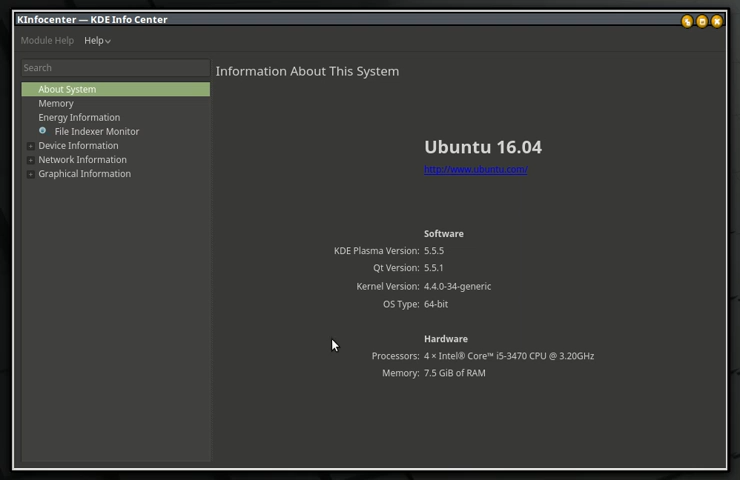 KInfocenter — KDE Info Center
Module Help Help
Search
Information About This System
About System
Memory
Energy Information
File Indexer Monitor
Device Information
Network Information
Graphical Information
Ubuntu 16.04
http://www.ubuntu.com/
Software
KDE Plasma Version: 5.5.5
Qt Version: 5.5.1
Kernel Version: 4.4.0-34-generic
OS Type: 64-bit
Hardware
Processors: 4 × Intel® Core™ i5-3470 CPU @ 3.20GHz
Memory: 7.5 GiB of RAM